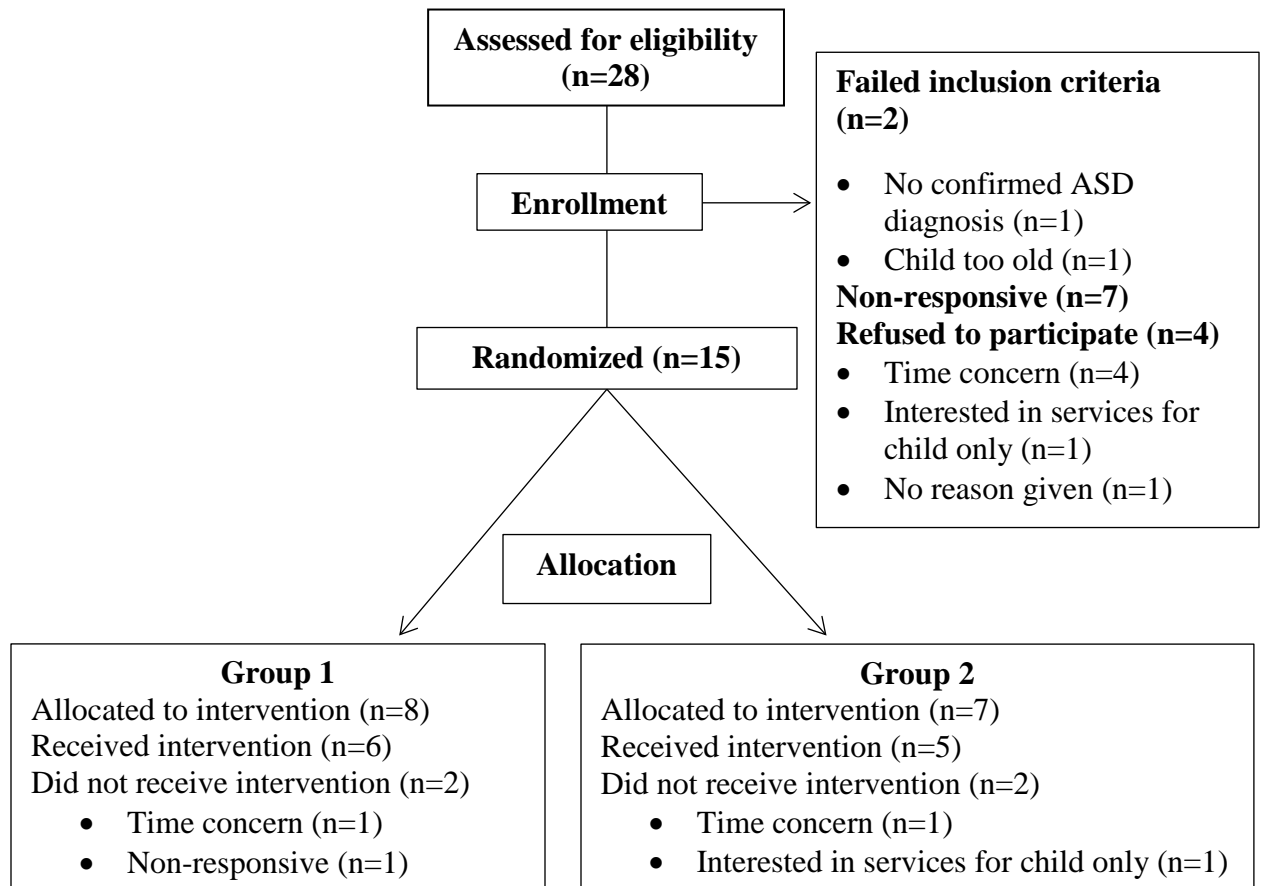 Assessed for eligibility
(n=28)
Failed inclusion criteria
(n=2)
• No confirmed ASD
diagnosis (n=1)
• Child too old (n=1)
Non-responsive (n=7)
Refused to participate (n=4)
• Time concern (n=4)
• Interested in services for
child only (n=1)
• No reason given (n=1)
Enrollment
Randomized (n=15)
Allocation
Group 1
Allocated to intervention (n=8)
Received intervention (n=6)
Did not receive intervention (n=2)
• Time concern (n=1)
• Non-responsive (n=1)
Group 2
Allocated to intervention (n=7)
Received intervention (n=5)
Did not receive intervention (n=2)
• Time concern (n=1)
• Interested in services for child only (n=1)